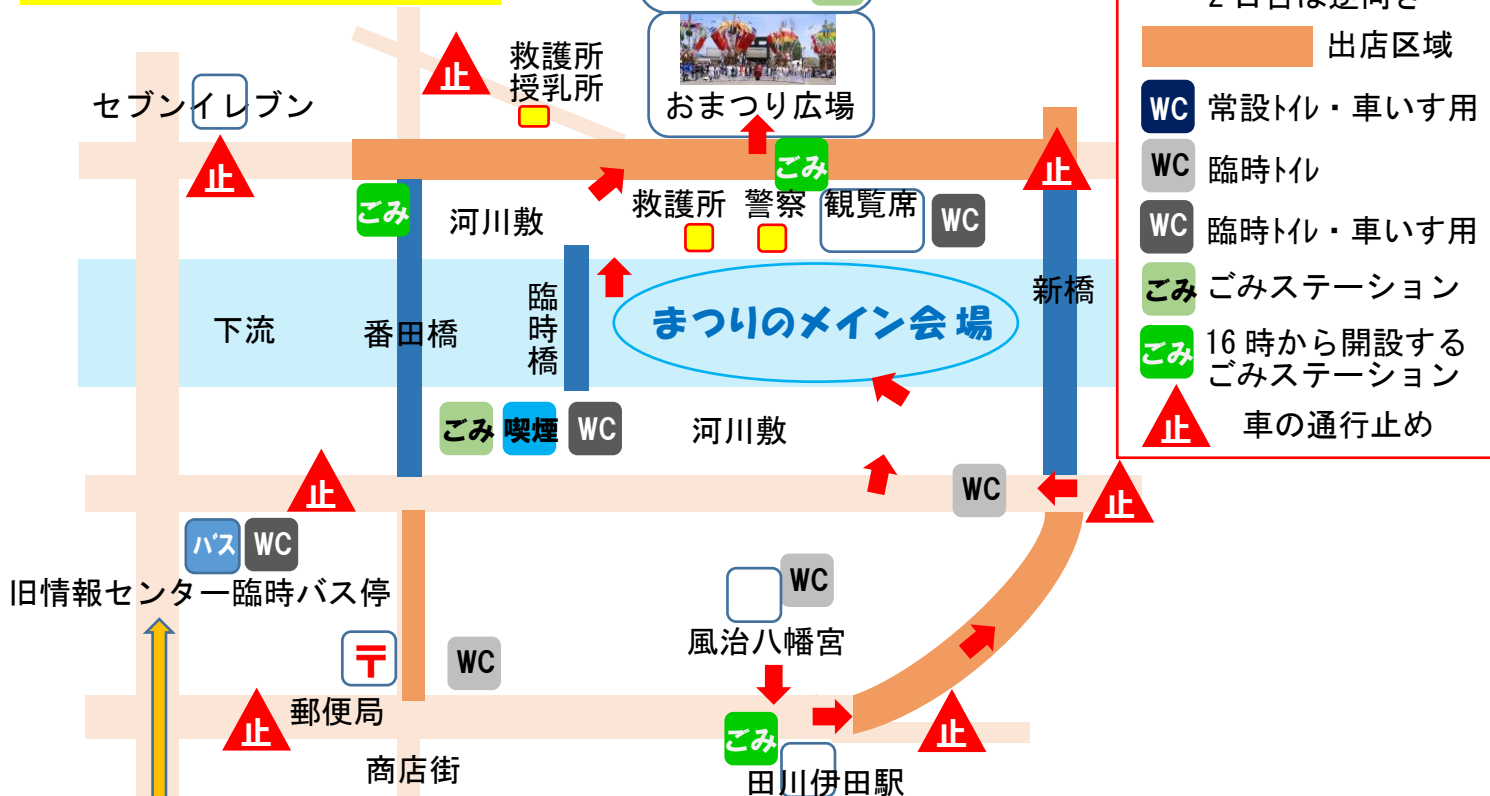 2日目は逆向き
出店区域
WC 常設ﾄｲﾚ・車いす用
WC 臨時ﾄｲﾚ
WC 臨時ﾄｲﾚ・車いす用
ごみ ごみステーション
ごみ 16時から開設する
ごみステーション
止 車の通行止め
止
救護所
授乳所
おまつり広場
セブンイレブン
止
止
ごみ
ごみ
河川敷
救護所
警察
観覧席
WC
下流
番田橋
臨時橋
まつりのメイン会場
新橋
ごみ
喫煙
WC
河川敷
止
WC
止
バス
WC
旧情報センター臨時バス停
WC
風治八幡宮
〒
WC
郵便局
止
ごみ
止
商店街
田川伊田駅